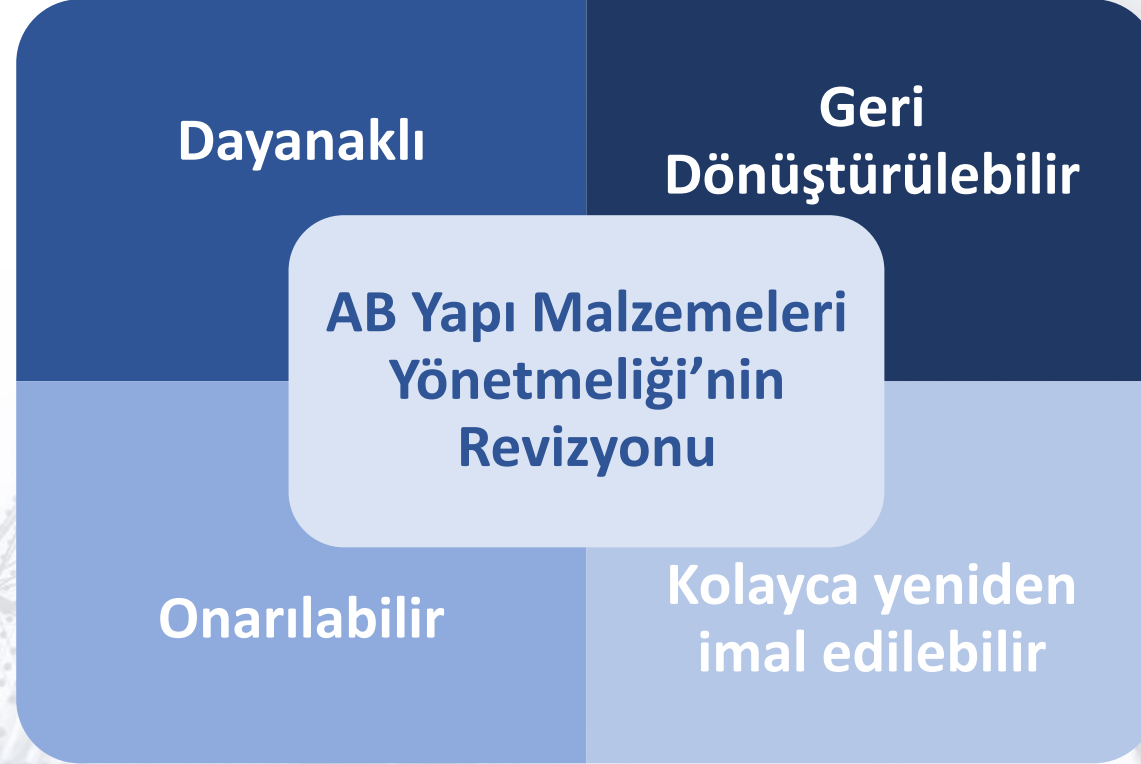 Dayanaklı
Geri
Dönüştürülebilir
AB Yapı Malzemeleri
Yönetmeliği’nin
Revizyonu
Onarılabilir
Kolayca yeniden
imal edilebilir